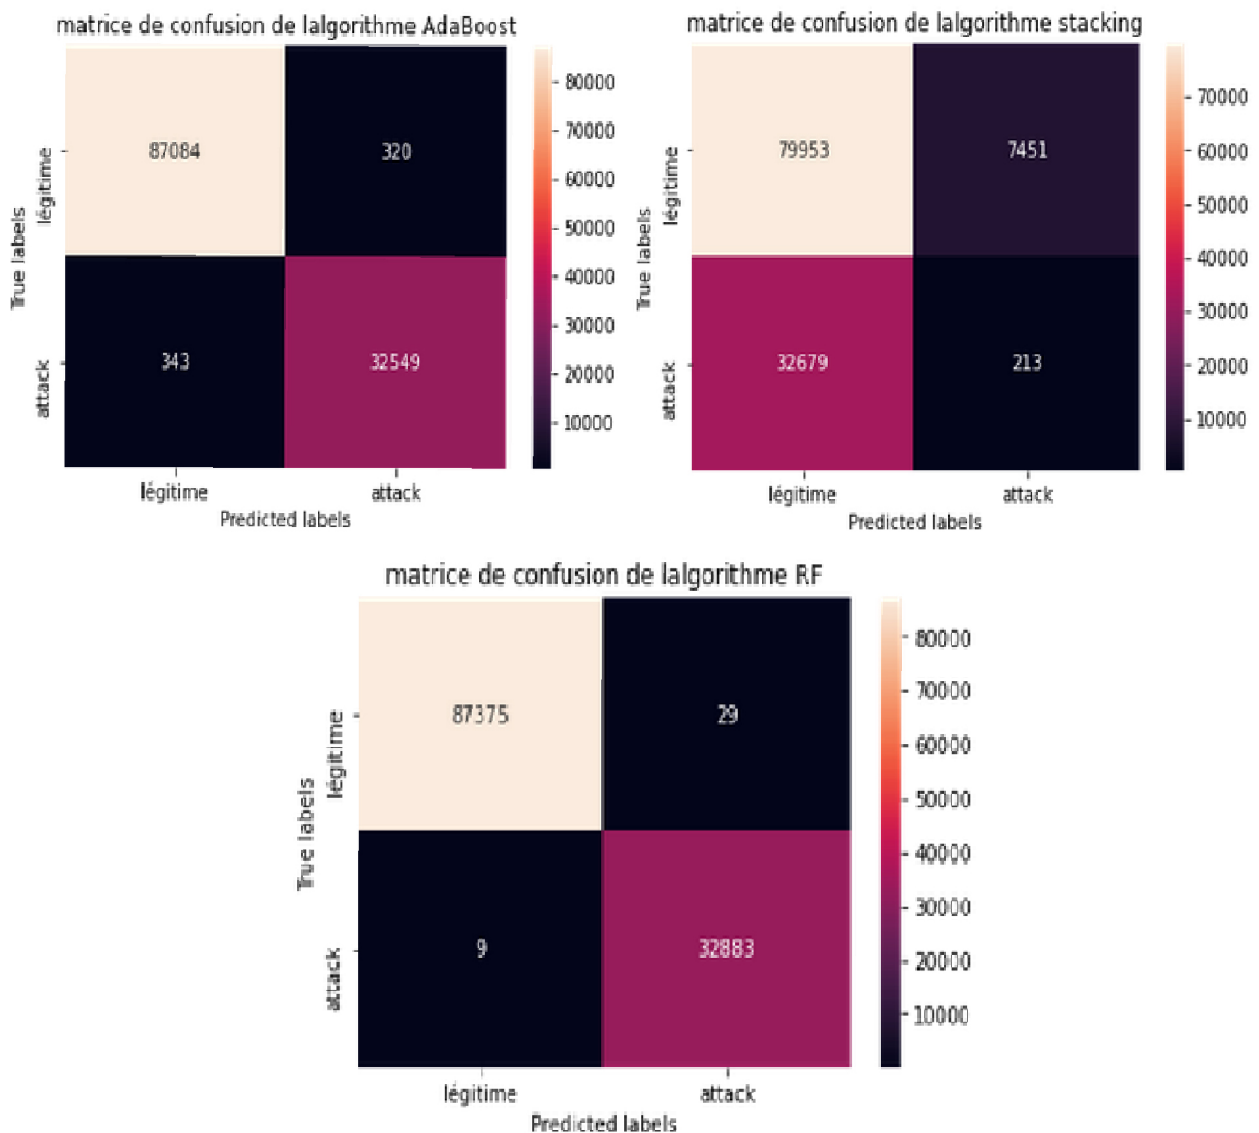 matrice de confusion de lalgorithme AdaBoost
légitime
attack
True labels
87084
320
343
32549
légitime
attack
Predicted labels
80000
70000
60000
50000
40000
30000
20000
10000
matrice de confusion de lalgorithme stacking
légitime
attack
True labels
79953
7451
32679
213
légitime
attack
Predicted labels
70000
60000
50000
40000
30000
20000
10000
matrice de confusion de lalgorithme RF
légitime
attack
True labels
87375
29
9
32883
légitime
attack
Predicted labels
80000
70000
60000
50000
40000
30000
20000
10000